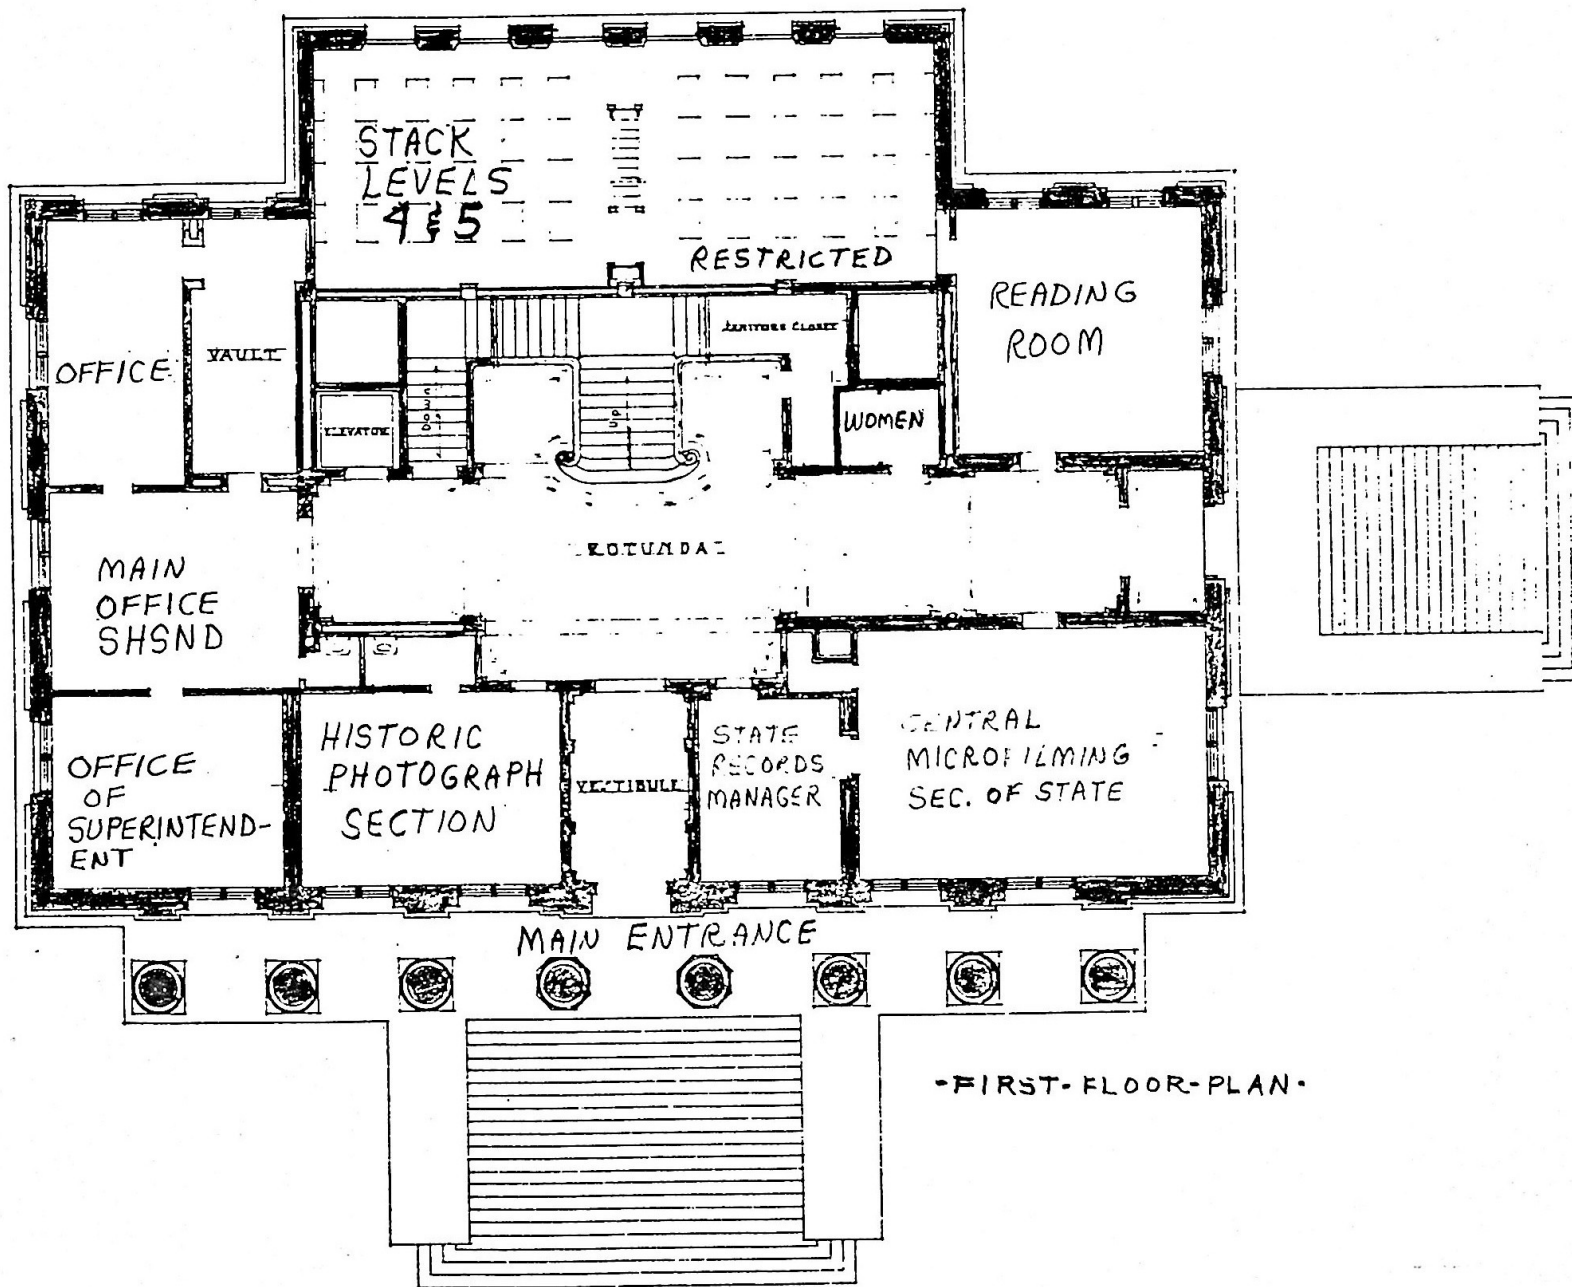 STACK
LEVELS
4 & 5
RESTRICTED
READING
ROOM
OFFICE
VAULT
JANITORS CLOSET
WOMEN
ELEVATOR
DOWN
UP
ROTUNDA
MAIN
OFFICE
SHSND
OFFICE
OF
SUPERINTEND-
ENT
HISTORIC
PHOTOGRAPH
SECTION
VESTIBULE
STATE
RECORDS
MANAGER
CENTRAL
MICROFILMING
SEC. OF STATE
MAIN ENTRANCE
-FIRST-FLOOR-PLAN-